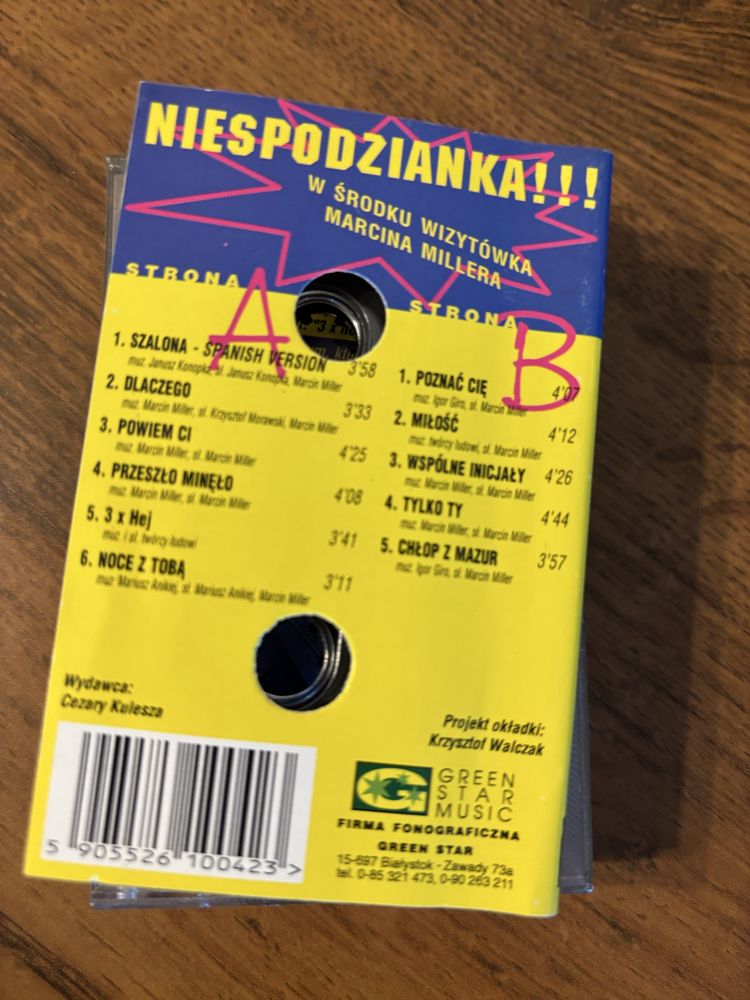 NIESPODZIANKA!!!
W ŚRODKU WIZYTÓWKA
MARCINA MILLERA
STRONA A
1. SZALONA - SPANISH VERSION 3'58
muz. Janusz Konopka, sł. Janusz Konopka, Marcin Miller
2. DLACZEGO 3'33
muz. Marcin Miller, sł. Krzysztof Morawski, Marcin Miller
3. POWIEM CI 4'25
muz. Marcin Miller, sł. Marcin Miller
4. PRZESZŁO MINĘŁO 4'08
muz. Marcin Miller, sł. Marcin Miller
5. 3 x Hej 3'41
muz. i sł. twórcy ludowi
6. NOCE Z TOBĄ 3'11
muz. Mariusz Anikiej, sł. Mariusz Anikiej, Marcin Miller
STRONA B
1. POZNAĆ CIĘ 4'07
muz. Igor Giro, sł. Marcin Miller
2. MIŁOŚĆ 4'12
muz. twórcy ludowi, sł. Marcin Miller
3. WSPÓLNE INICJAŁY 4'26
muz. Marcin Miller, sł. Marcin Miller
4. TYLKO TY 4'44
muz. Marcin Miller, sł. Marcin Miller
5. CHŁOP Z MAZUR 3'57
muz. Igor Giro, sł. Marcin Miller
"3 x
Wydawca:
Cezary Kulesza
Projekt okładki:
Krzysztof Walczak
5 905526 100423 >
G
GREEN
STAR
MUSIC
FIRMA FONOGRAFICZNA
GREEN STAR
15-697 Białystok - Zawady 73a
tel. 0-85 321 473, 0-90 263 211